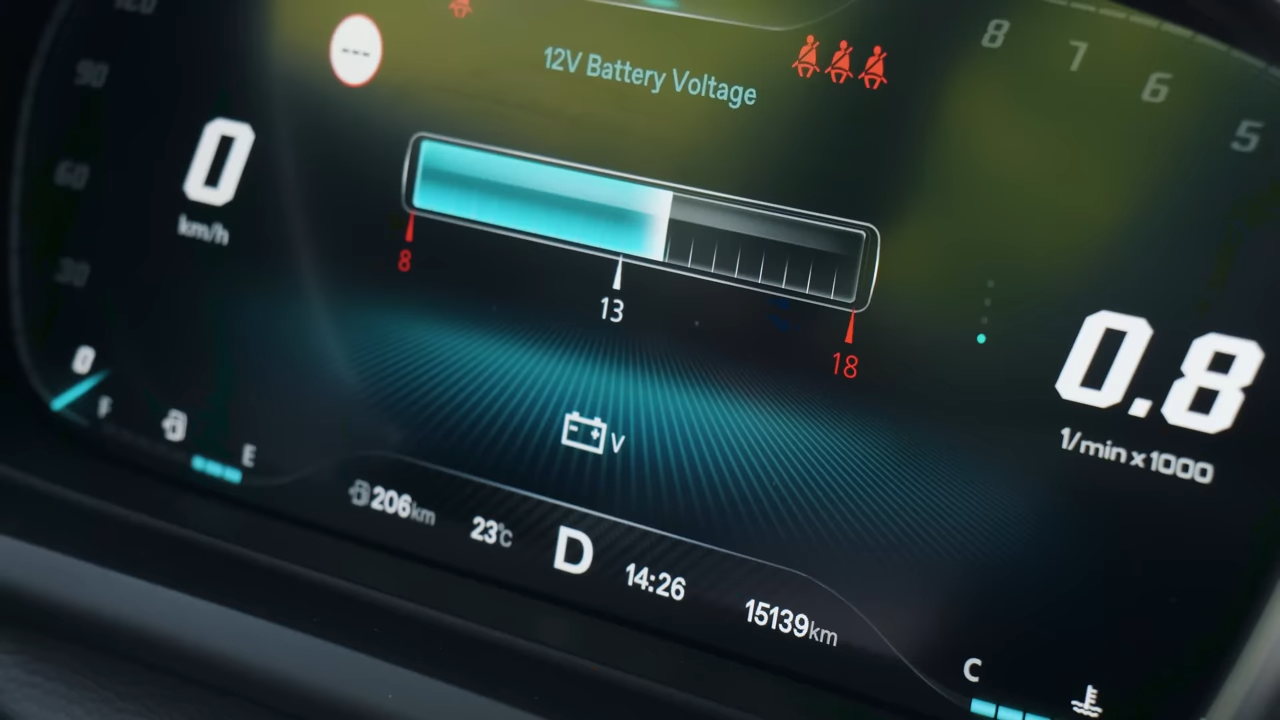 120
90
60
30
0
---
12V Battery Voltage
8
7
6
5
0
km/h
8
13
18
0.8
1/min x 1000
F
E
V
206km
23°C
D
14:26
15139km
C